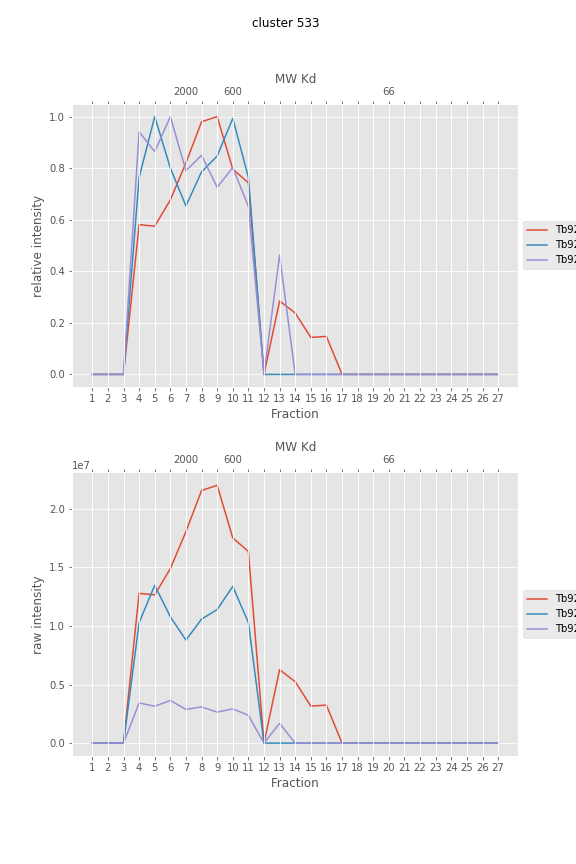 cluster 533
MW Kd
2000 600 66
1.0
0.8
0.6
0.4
0.2
0.0
relative intensity
Tb92
Tb92
Tb92
1 2 3 4 5 6 7 8 9 10 11 12 13 14 15 16 17 18 19 20 21 22 23 24 25 26 27
Fraction
MW Kd
2000 600 66
1e7
2.0
1.5
1.0
0.5
0.0
raw intensity
Tb92
Tb92
Tb92
1 2 3 4 5 6 7 8 9 10 11 12 13 14 15 16 17 18 19 20 21 22 23 24 25 26 27
Fraction